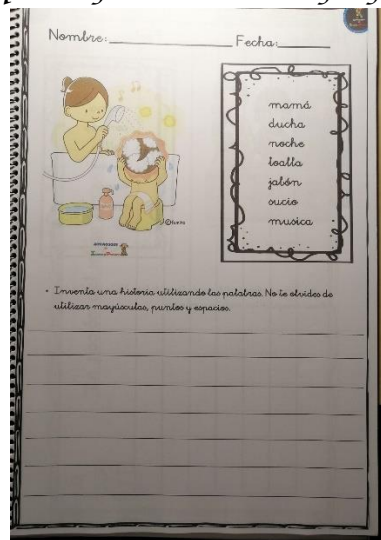 Nombre:
Fecha:
mamá
ducha
noche
toalla
jabón
sucio
musica
Inventa una historia utilizando las palabras. No te olvides de
utilizar mayúsculas, puntos y espacios.